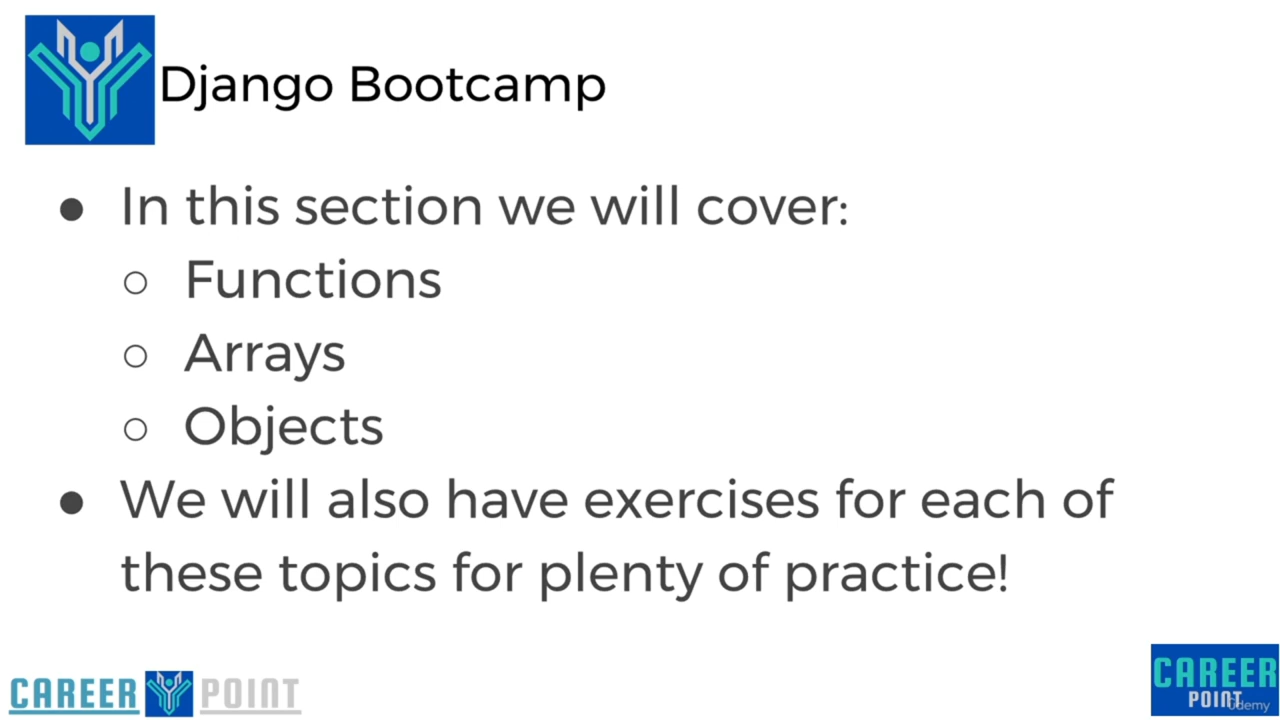 Django Bootcamp
● In this section we will cover:
○ Functions
○ Arrays
○ Objects
● We will also have exercises for each of
these topics for plenty of practice!
CAREER POINT
CAREER
POINT
Udemy